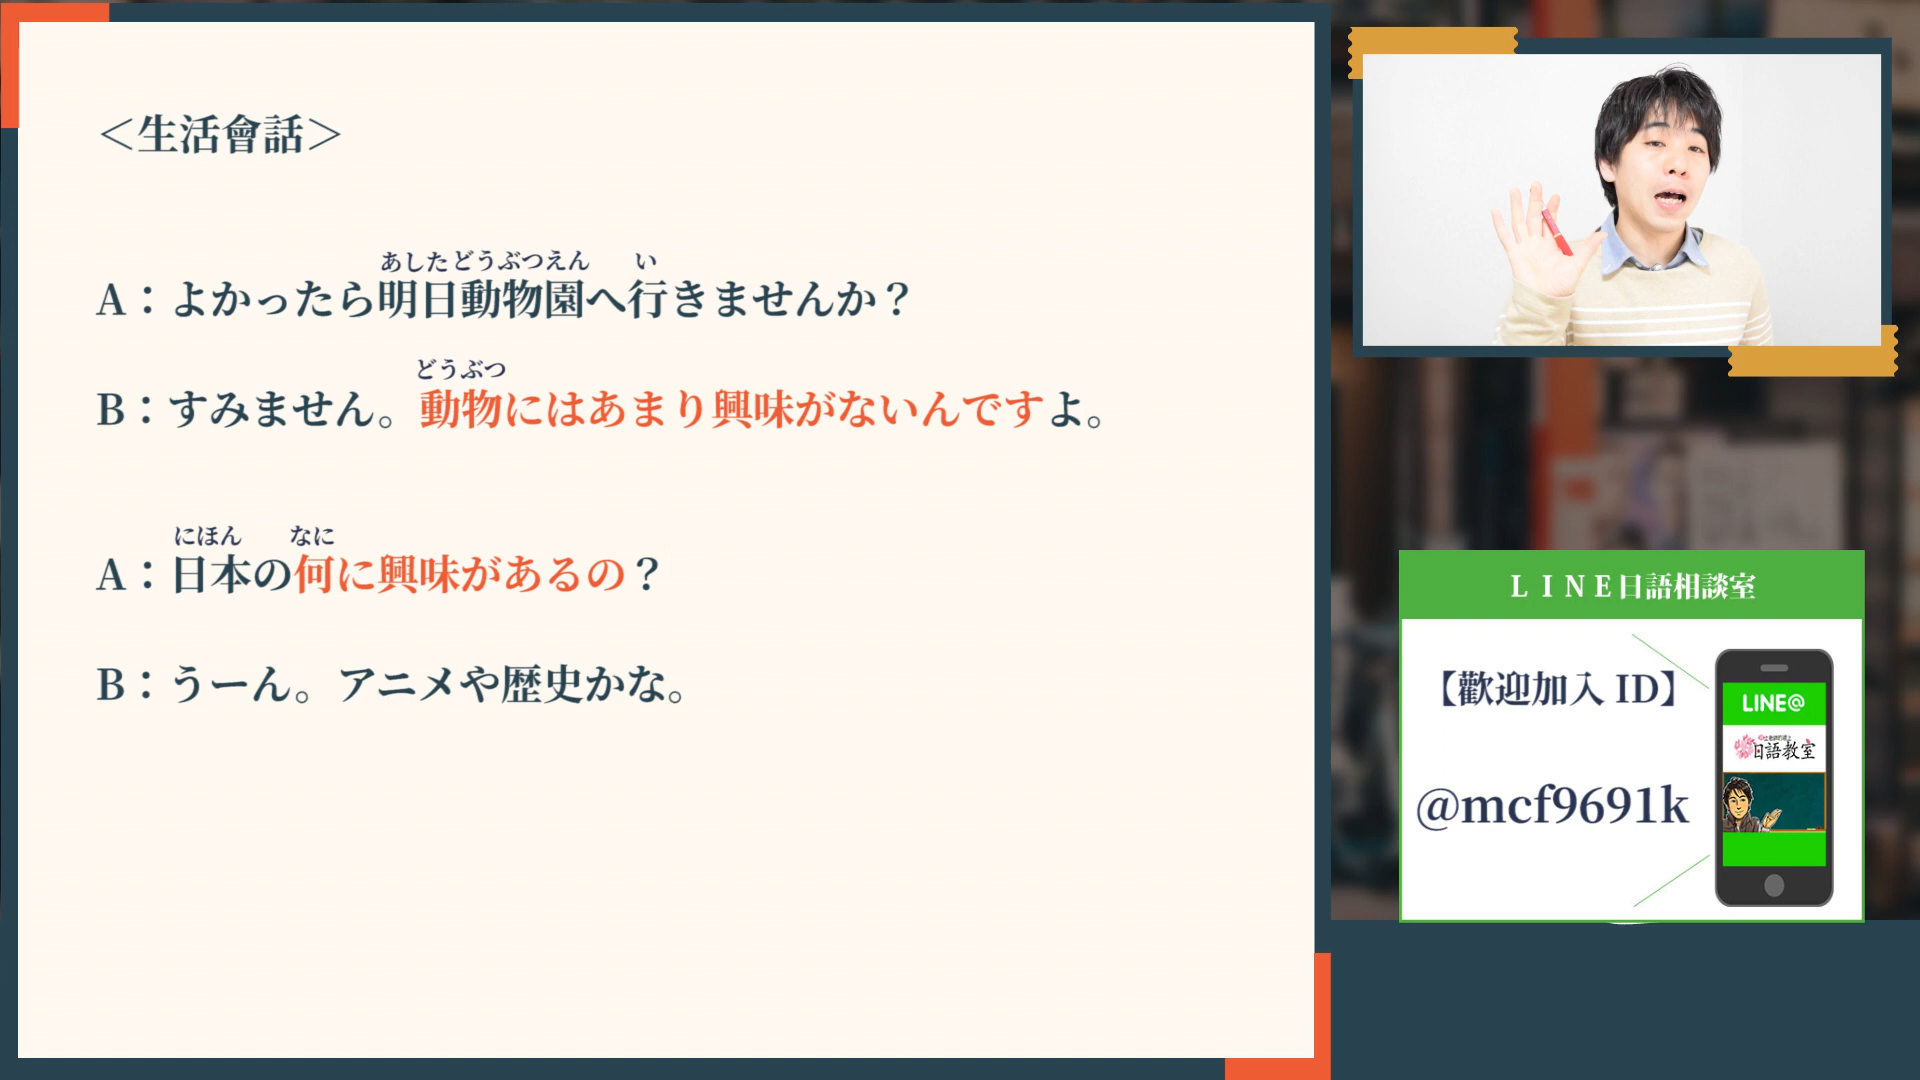 ＜生活會話＞
あした どうぶつえん い
A：よかったら明日動物園へ行きませんか？
どうぶつ
B：すみません。動物にはあまり興味がないんですよ。
にほん なに
A：日本の何に興味があるの？
B：うーん。アニメや歴史かな。
ＬＩＮＥ日語相談室
【歡迎加入 ID】
@mcf9691k
LINE@
日語教室